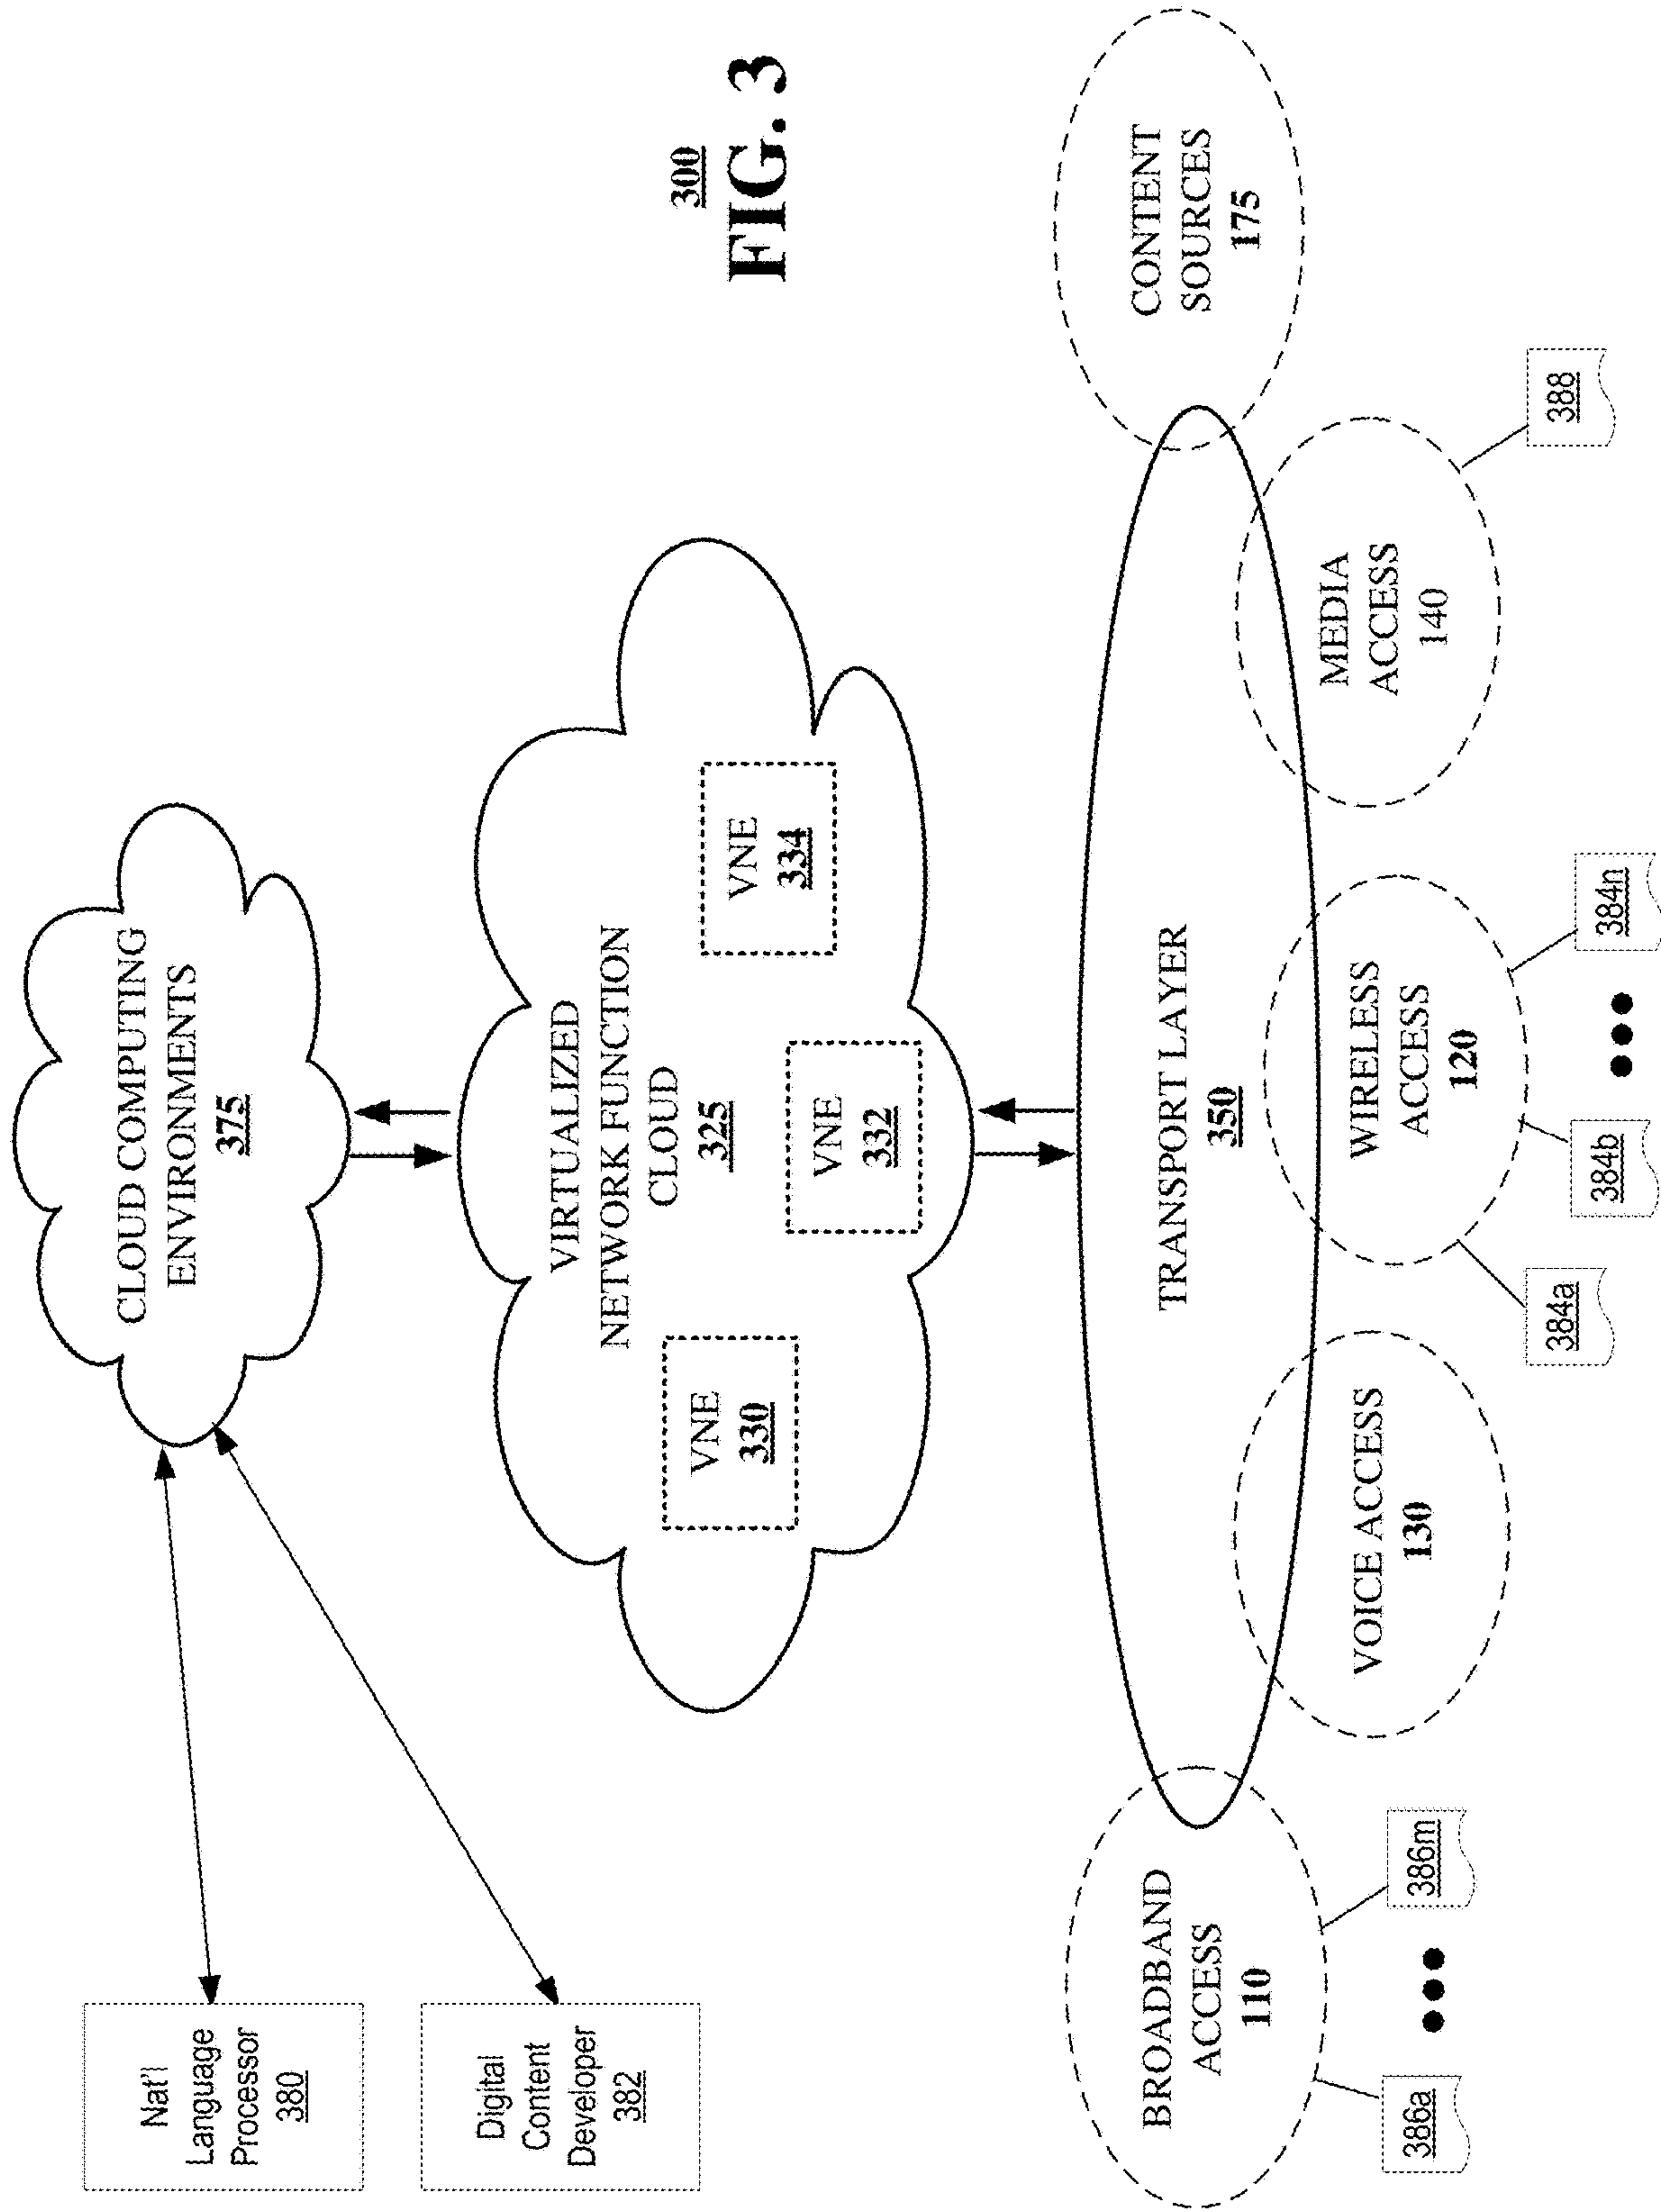 Nat'l
Language
Processor
380
Digital
Content
Developer
382
CLOUD COMPUTING
ENVIRONMENTS
375
VIRTUALIZED
NETWORK FUNCTION
CLOUD
325
VNE
330
VNE
332
VNE
334
300
FIG. 3
TRANSPORT LAYER
350
BROADBAND
ACCESS
110
VOICE ACCESS
130
WIRELESS
ACCESS
120
MEDIA
ACCESS
140
CONTENT
SOURCES
175
386a
386m
384a
384b
384n
388